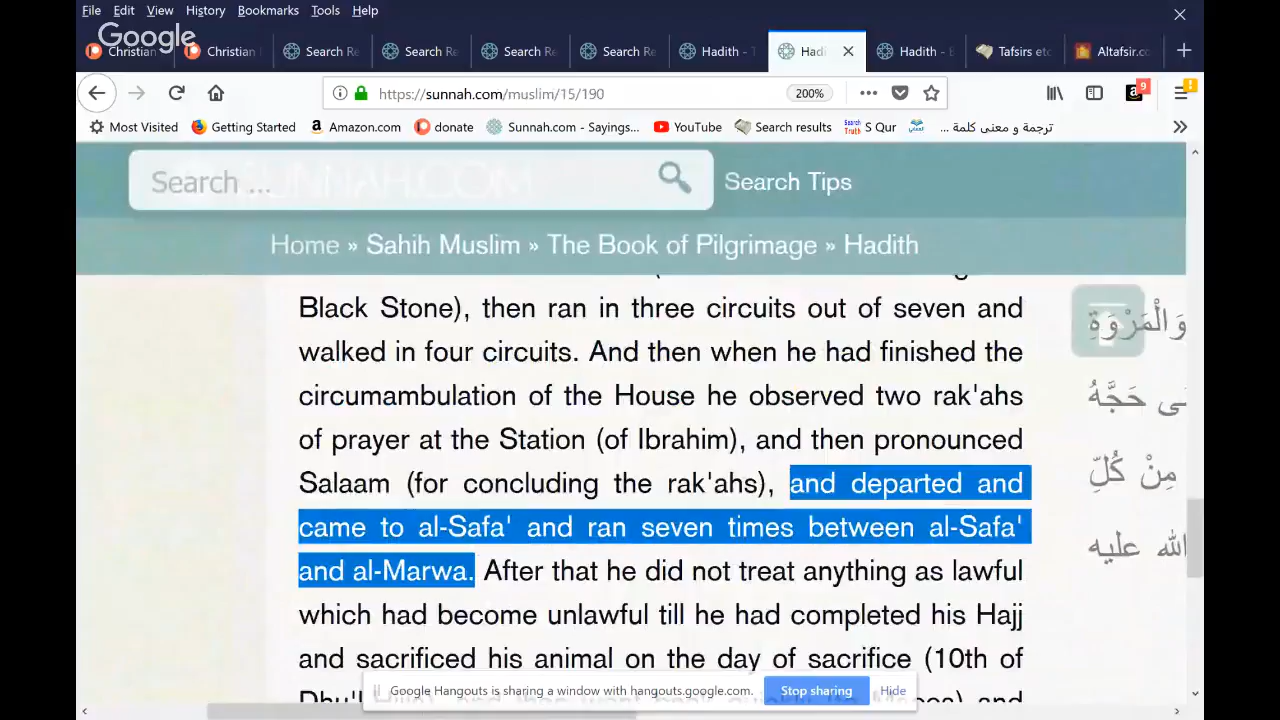 File Edit View History Bookmarks Tools Help
Google
Christian Christian Search Re Search Re Search Re Search Re Hadith - Hadi Hadith - Tafsirs etc Altafsir.co
https://sunnah.com/muslim/15/190 200% 9
Most Visited Getting Started Amazon.com donate Sunnah.com - Sayings... YouTube Search results Search Truth S Qur ترجمة و معنى كلمة ...
Search ... SUNNAH.COM Search Tips
Home » Sahih Muslim » The Book of Pilgrimage » Hadith
Black Stone), then ran in three circuits out of seven and
walked in four circuits. And then when he had finished the
circumambulation of the House he observed two rak'ahs
of prayer at the Station (of Ibrahim), and then pronounced
Salaam (for concluding the rak'ahs), and departed and
came to al-Safa' and ran seven times between al-Safa'
and al-Marwa. After that he did not treat anything as lawful
which had become unlawful till he had completed his Hajj
and sacrificed his animal on the day of sacrifice (10th of
وَالْمَرْوَةِ
حَجَّهُ
مِنْ كُلِّ
الله عليه
Google Hangouts is sharing a window with hangouts.google.com. Stop sharing Hide